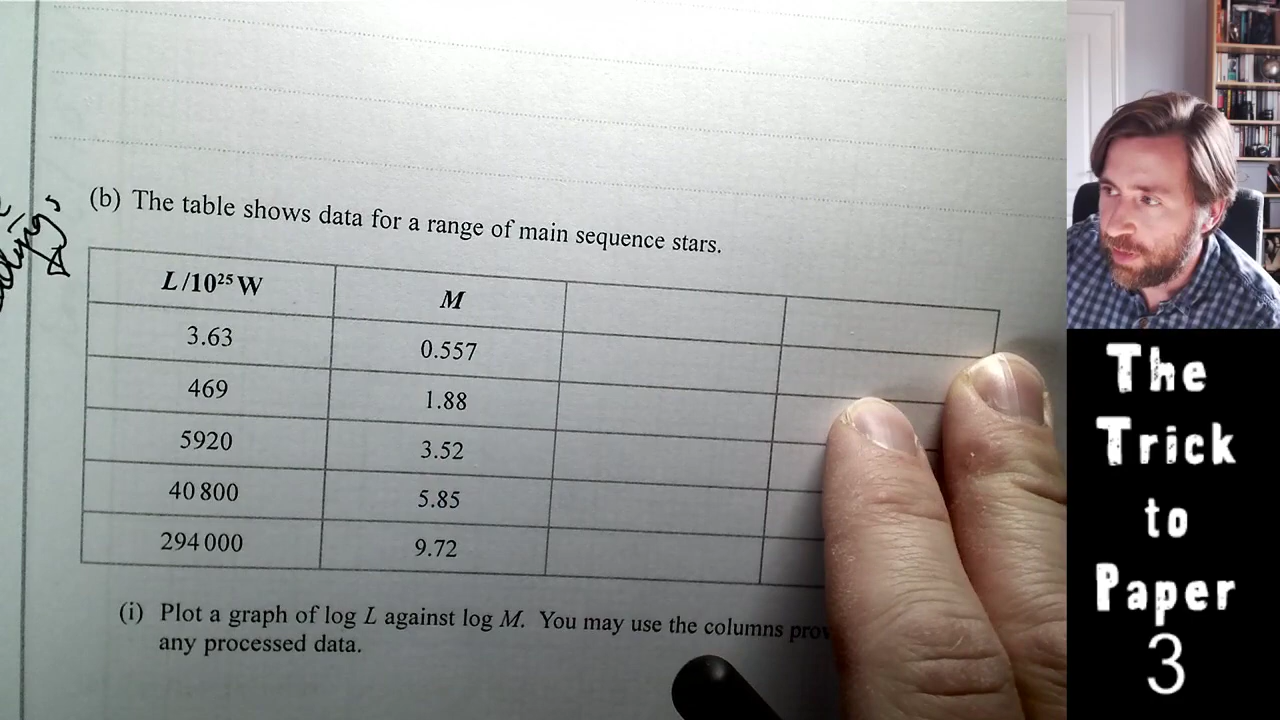 (b) The table shows data for a range of main sequence stars.
L/10²⁵ W M
3.63 0.557
469 1.88
5920 3.52
40 800 5.85
294 000 9.72
(i) Plot a graph of log L against log M. You may use the columns
any processed data.
The
Trick
to
Paper
3